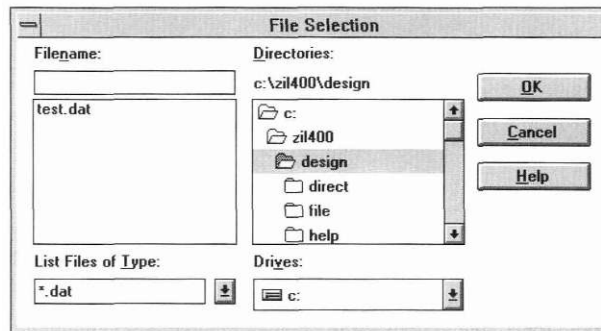 File Selection
Filename:
Directories:
c:\zil400\design
OK
test.dat
c:
zil400
Cancel
design
direct
Help
file
help
List Files of Type:
Drives:
*.dat
c: